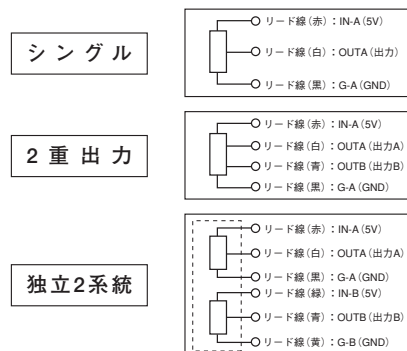 シングル
リード線(赤):IN-A(5V)
リード線(白):OUTA(出力)
リード線(黒):G-A(GND)
2重出力
リード線(赤):IN-A(5V)
リード線(白):OUTA(出力A)
リード線(青):OUTB(出力B)
リード線(黒):G-A(GND)
独立2系統
リード線(赤):IN-A(5V)
リード線(白):OUTA(出力A)
リード線(黒):G-A(GND)
リード線(緑):IN-B(5V)
リード線(青):OUTB(出力B)
リード線(黄):G-B(GND)